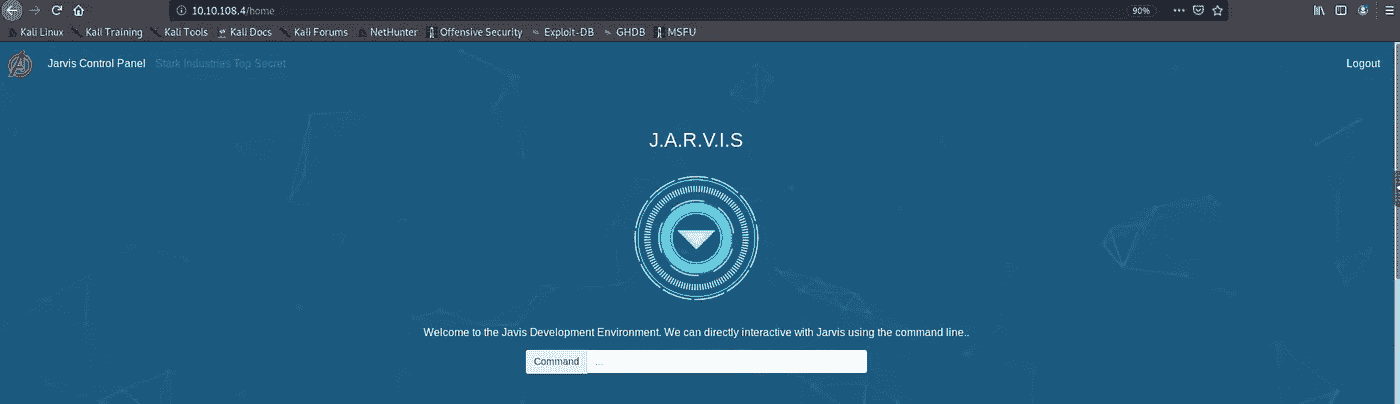 10.10.108.4/home
90%
Kali Linux Kali Training Kali Tools Kali Docs Kali Forums NetHunter Offensive Security Exploit-DB GHDB MSFU
Jarvis Control Panel Stark Industries Top Secret Logout
J.A.R.V.I.S
Welcome to the Javis Development Environment. We can directly interactive with Jarvis using the command line..
Command ...